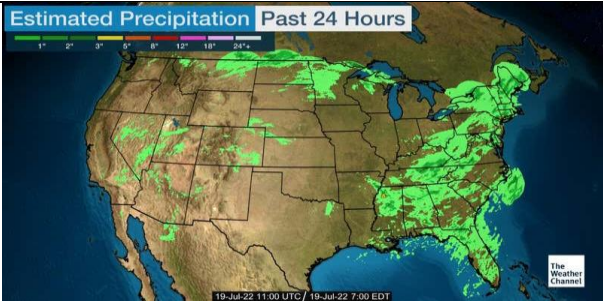 Estimated Precipitation Past 24 Hours
1" 2" 3" 5" 8" 12" 18" 24"+
The
Weather
Channel
19-Jul-22 11:00 UTC / 19-Jul-22 7:00 EDT